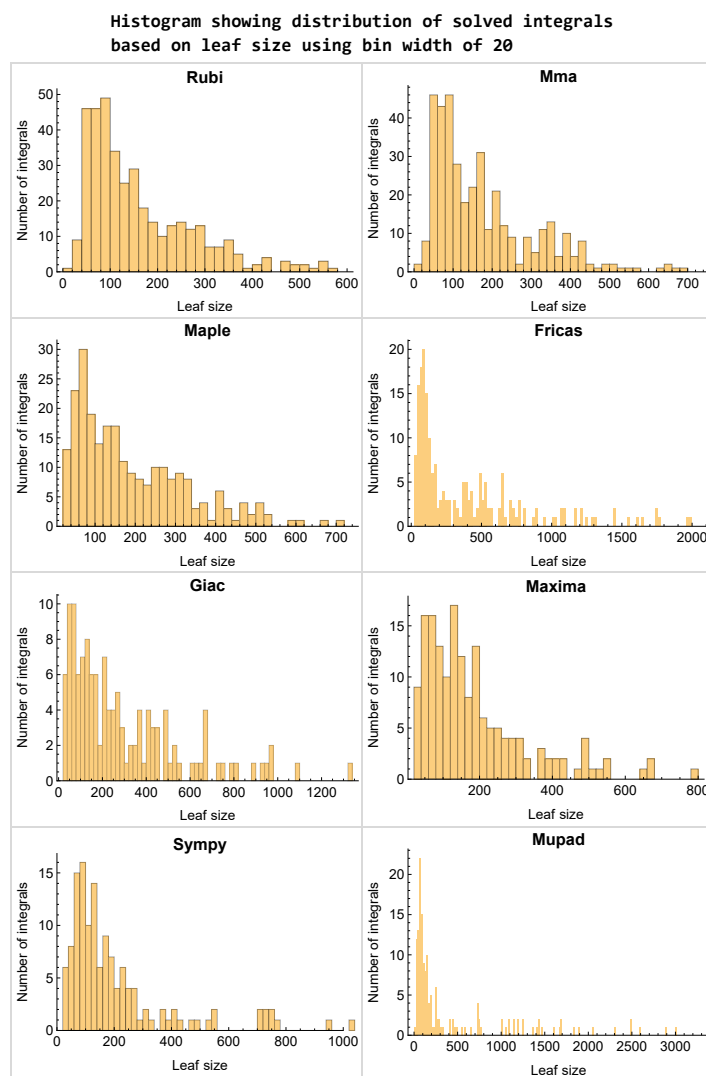 Histogram showing distribution of solved integrals
based on leaf size using bin width of 20
Rubi
Number of integrals
50
40
30
20
10
0
0 100 200 300 400 500 600
Leaf size
Mma
Number of integrals
40
30
20
10
0
0 100 200 300 400 500 600 700
Leaf size
Maple
Number of integrals
30
25
20
15
10
5
0
100 200 300 400 500 600 700
Leaf size
Fricas
Number of integrals
20
15
10
5
0
0 500 1000 1500 2000
Leaf size
Giac
Number of integrals
10
8
6
4
2
0
0 200 400 600 800 1000 1200
Leaf size
Maxima
Number of integrals
15
10
5
0
200 400 600 800
Leaf size
Sympy
Number of integrals
15
10
5
0
0 200 400 600 800 1000
Leaf size
Mupad
Number of integrals
20
15
10
5
0
0 500 1000 1500 2000 2500 3000
Leaf size